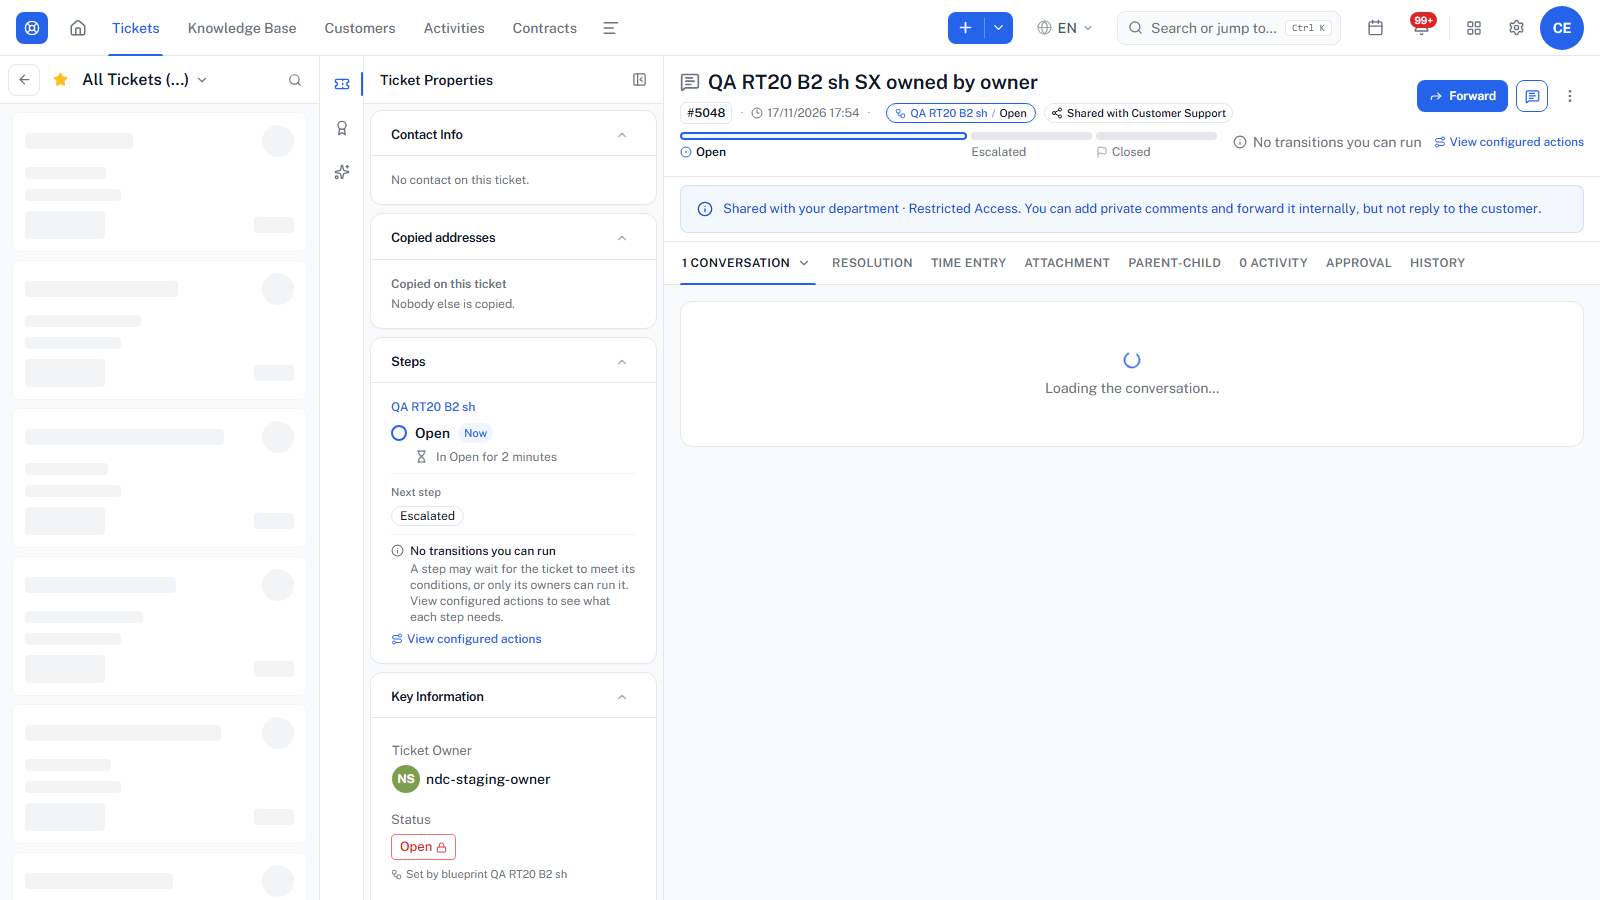 Tickets
Knowledge Base
Customers
Activities
Contracts
EN
Search or jump to...
Ctrl K
99+
CE
All Tickets (...)
Ticket Properties
Contact Info
No contact on this ticket.
Copied addresses
Copied on this ticket
Nobody else is copied.
Steps
QA RT20 B2 sh
Open Now
In Open for 2 minutes
Next step
Escalated
No transitions you can run
A step may wait for the ticket to meet its
conditions, or only its owners can run it.
View configured actions to see what
each step needs.
View configured actions
Key Information
Ticket Owner
NS ndc-staging-owner
Status
Open
Set by blueprint QA RT20 B2 sh
QA RT20 B2 sh SX owned by owner
#5048 · 17/11/2026 17:54 · QA RT20 B2 sh / Open Shared with Customer Support
Open
Escalated
Closed
No transitions you can run
View configured actions
Forward
Shared with your department · Restricted Access. You can add private comments and forward it internally, but not reply to the customer.
1 CONVERSATION
RESOLUTION
TIME ENTRY
ATTACHMENT
PARENT-CHILD
0 ACTIVITY
APPROVAL
HISTORY
Loading the conversation...